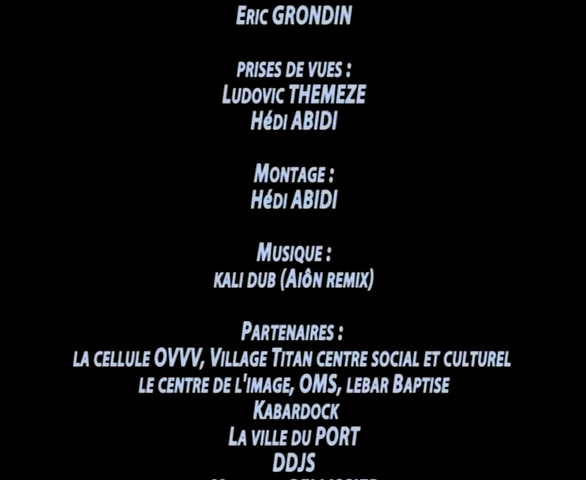 Eric GRONDIN
PRISES DE VUES :
Ludovic THEMEZE
Hédi ABIDI
Montage :
Hédi ABIDI
Musique :
KALI DUB (Aiôn REMIX)
Partenaires :
LA CELLULE OVVV, Village Titan CENTRE SOCIAL ET CULTUREL
LE CENTRE DE L'IMAGE, OMS, LEBAR Baptise
Kabardock
La VILLE DU PORT
DDJS